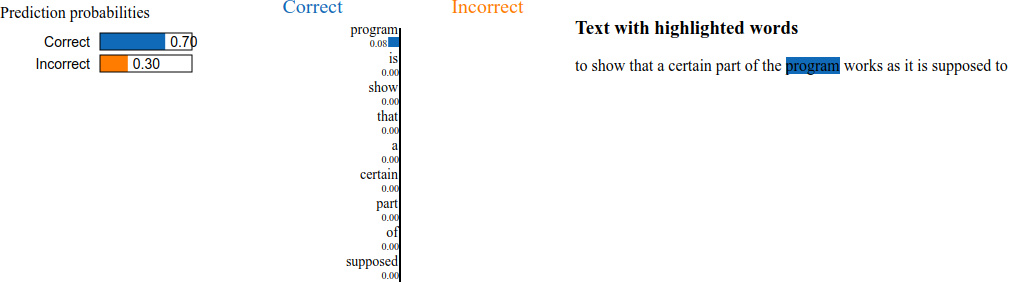 Prediction probabilities
Correct 0.70
Incorrect 0.30
Correct Incorrect
program
0.08
is
0.00
show
0.00
that
0.00
a
0.00
certain
0.00
part
0.00
of
0.00
supposed
0.00
Text with highlighted words
to show that a certain part of the program works as it is supposed to